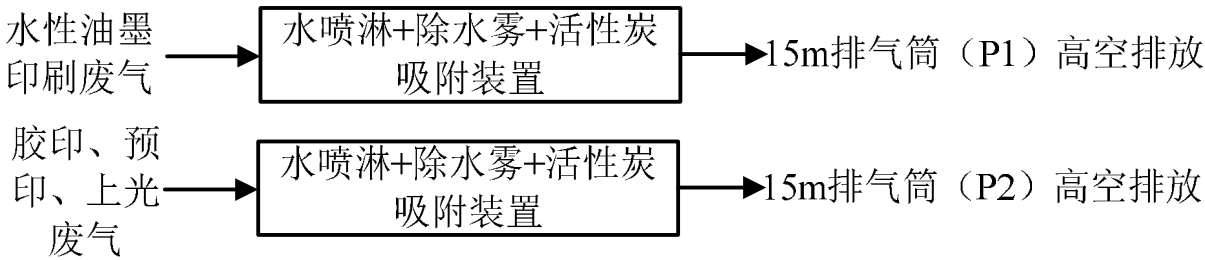 水性油墨
印刷废气
水喷淋+除水雾+活性炭
吸附装置
15m排气筒（P1）高空排放
胶印、预
印、上光
废气
水喷淋+除水雾+活性炭
吸附装置
15m排气筒（P2）高空排放